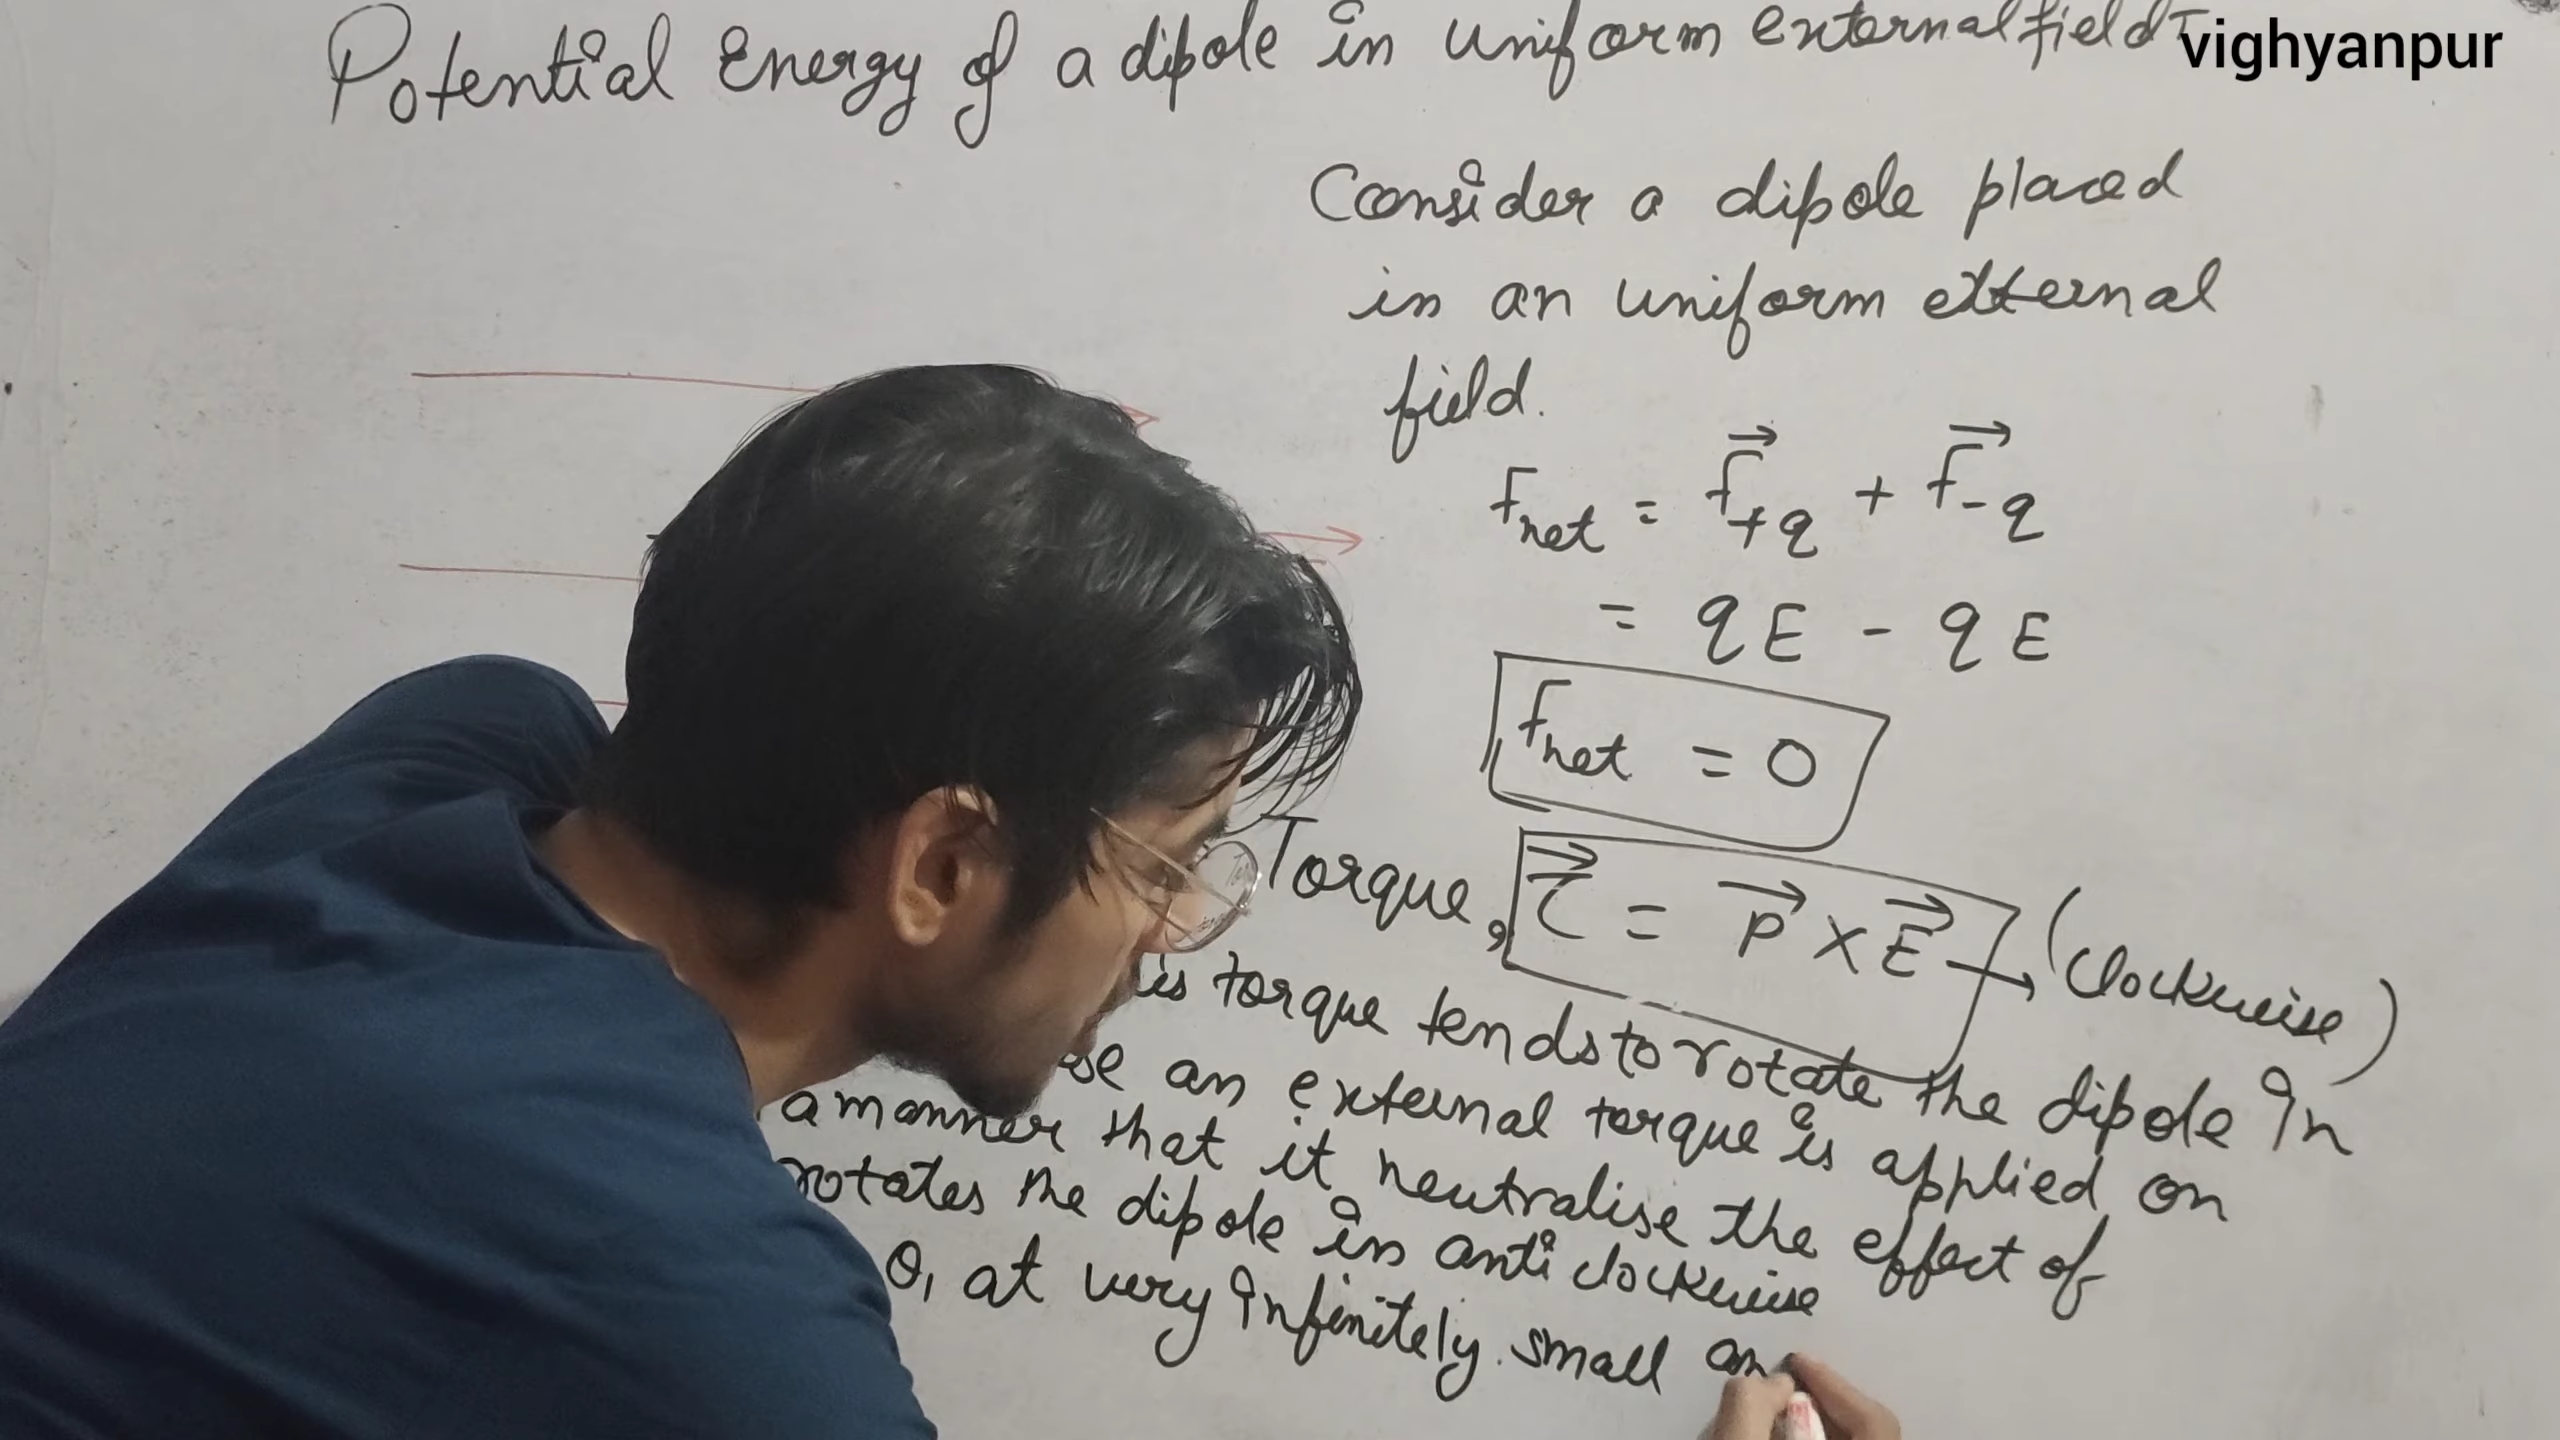 Potential Energy of a dipole in uniform external field
vighyanpur
Consider a dipole placed
in an uniform external
field.
Fnet = F⃗+q + F⃗-q
= qE - qE
Fnet = 0
Torque, τ⃗ = P⃗ × E⃗ → (Clockwise)
torque tends to rotate the dipole in
an external torque is applied on
a manner that it neutralise the effect of
rotates the dipole in anti clockwise
at very infinitely small